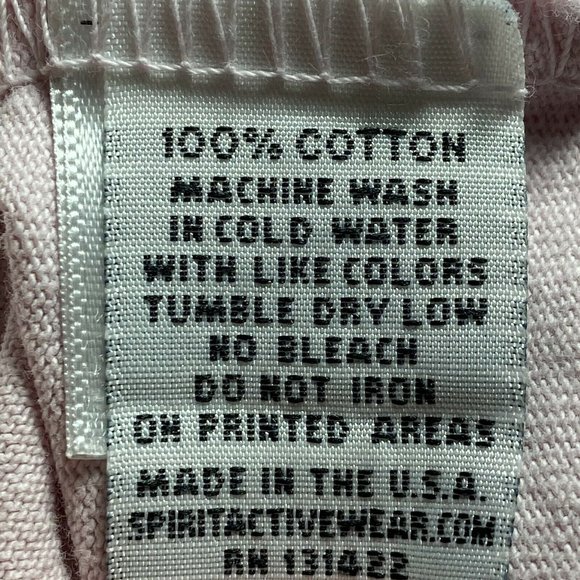 100% COTTON
MACHINE WASH
IN COLD WATER
WITH LIKE COLORS
TUMBLE DRY LOW
NO BLEACH
DO NOT IRON
ON PRINTED AREAS
MADE IN THE U.S.A.
SPIRITACTIVEWEAR.COM
RN 131422